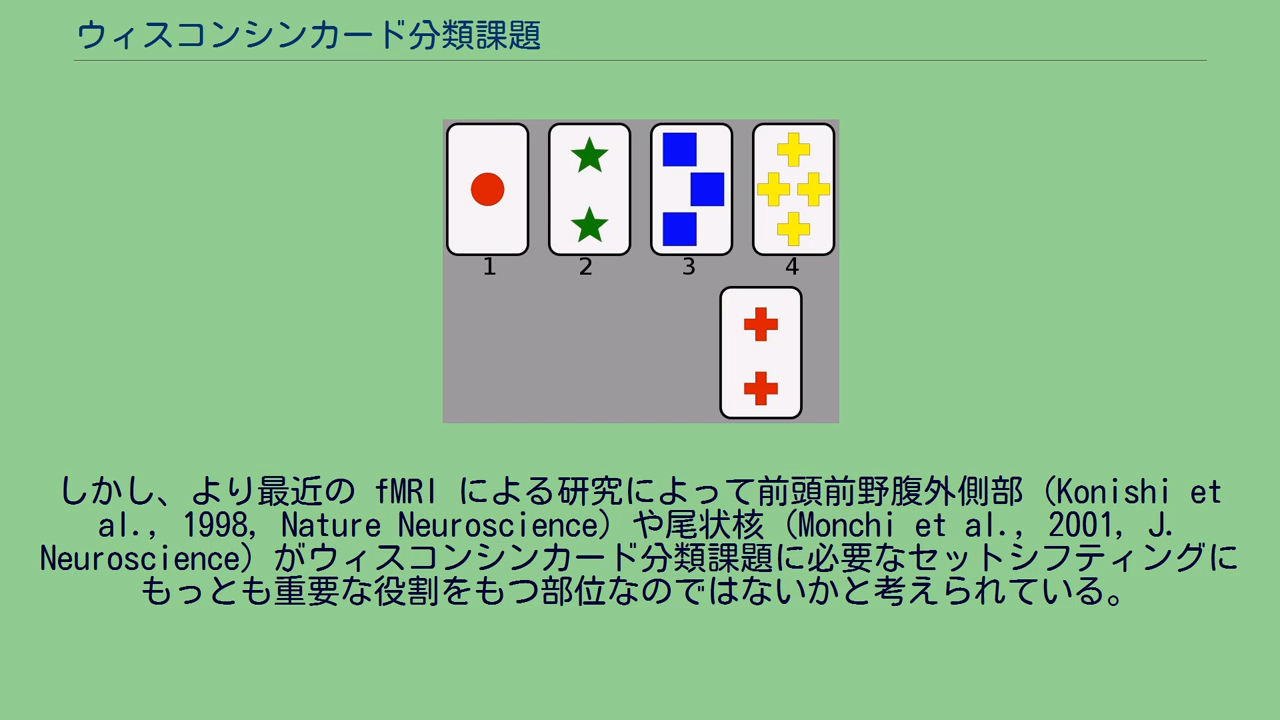 ウィスコンシンカード分類課題
1 2 3 4
しかし、より最近の fMRI による研究によって前頭前野腹外側部（Konishi et
al., 1998, Nature Neuroscience）や尾状核（Monchi et al., 2001, J.
Neuroscience）がウィスコンシンカード分類課題に必要なセットシフティングに
もっとも重要な役割をもつ部位なのではないかと考えられている。